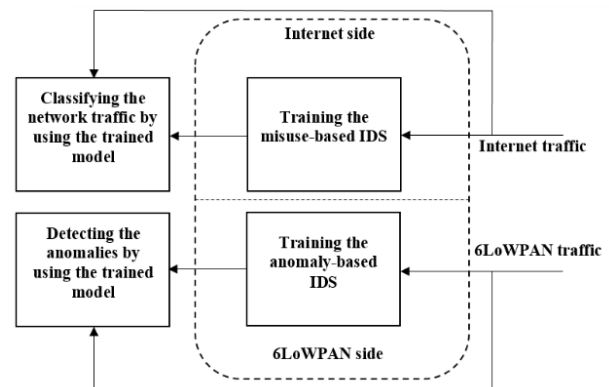 Internet side
Classifying the
network traffic by
using the trained
model
Training the
misuse-based IDS
Internet traffic
Detecting the
anomalies by
using the trained
model
Training the
anomaly-based
IDS
6LoWPAN traffic
6LoWPAN side